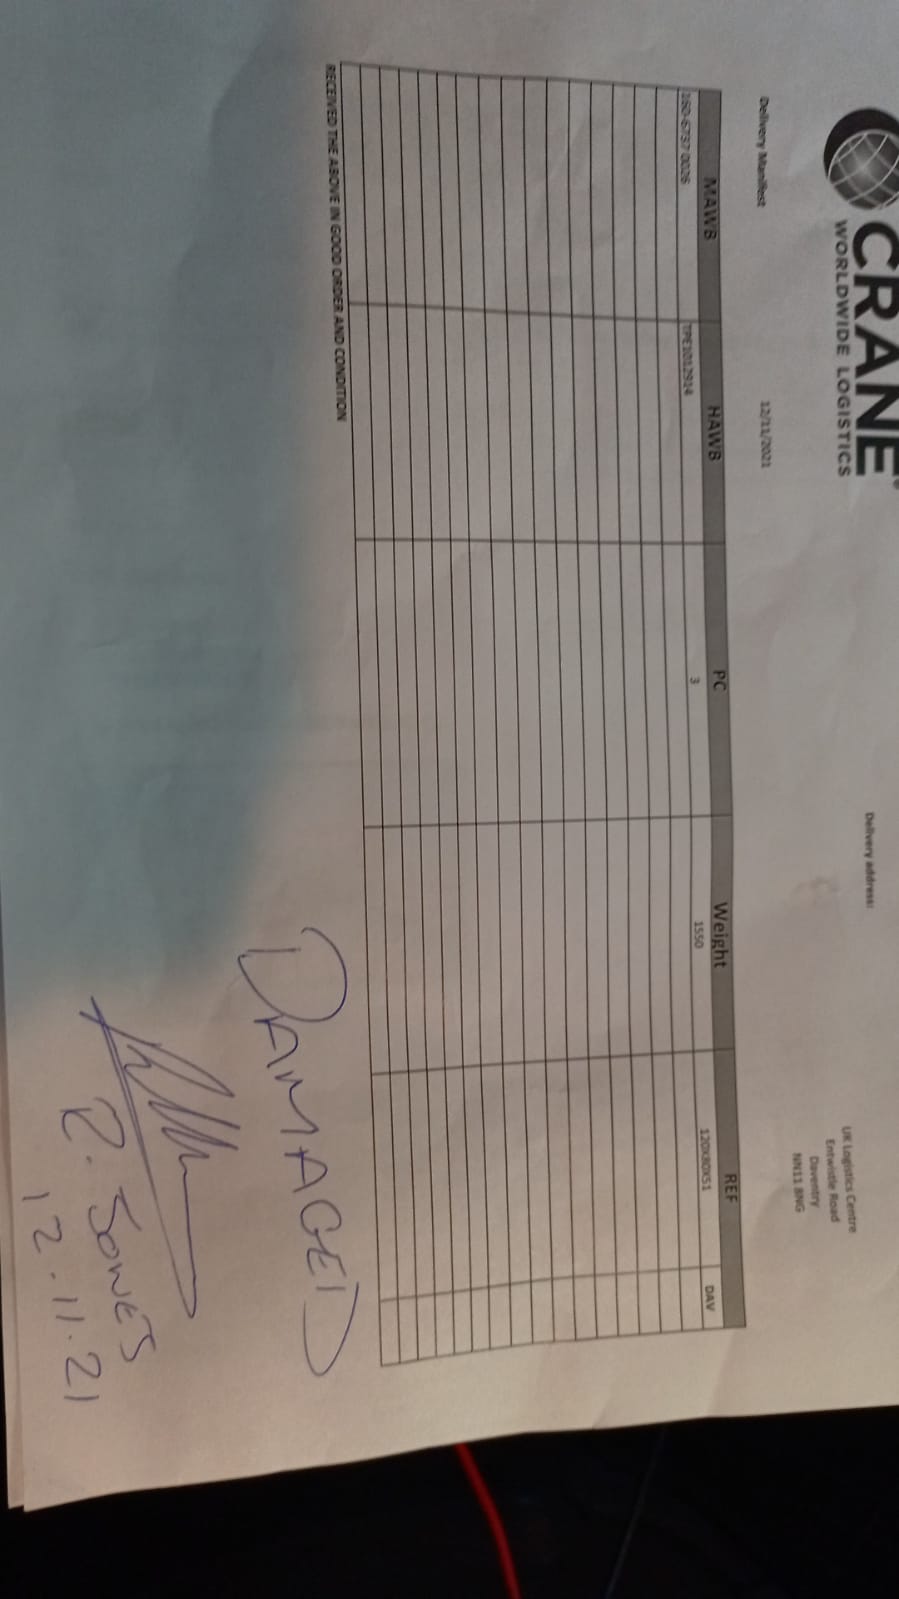 CRANE
WORLDWIDE LOGISTICS
Delivery address:
UK Logistics Centre
Entwistle Road
Daventry
NN11 8NG
Delivery Manifest 12/11/2021
MAWB HAWB PC Weight REF
160-6797 0026 TPE1012914 3 1550 120X80X51 DAV
RECEIVED THE ABOVE IN GOOD ORDER AND CONDITION
DAMAGED
R. JONES
12.11.21